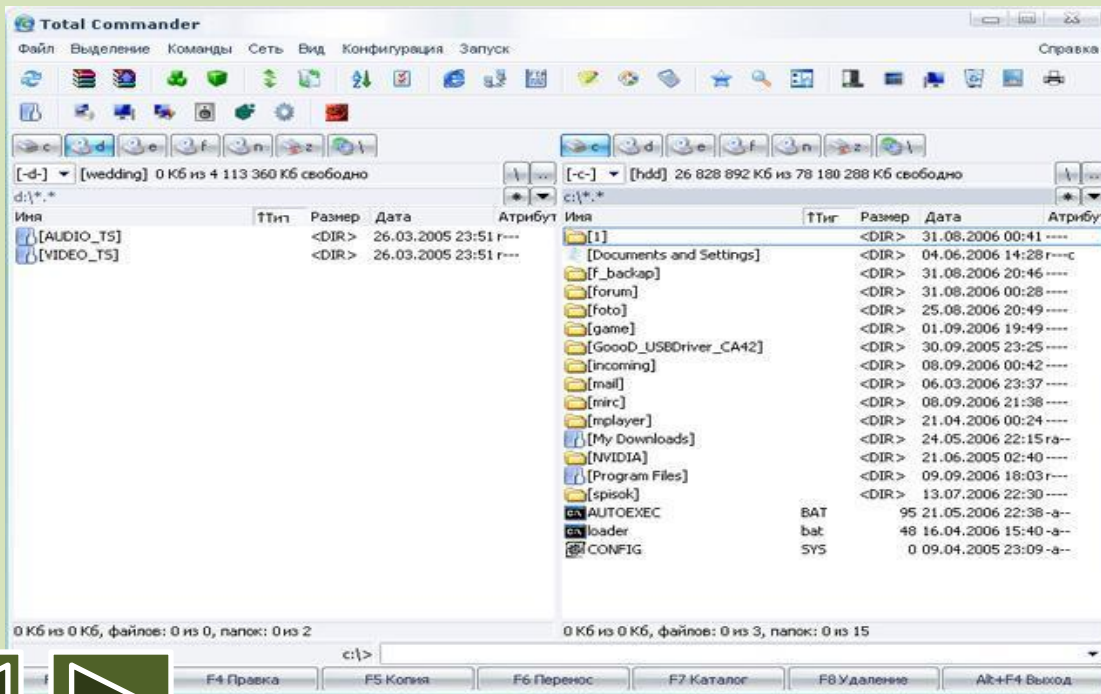 Total Commander
Файл Выделение Команды Сеть Вид Конфигурация Запуск Справка
c d e f n z \ c d e f n z \
[-d-] [wedding] 0 Кб из 4 113 360 Кб свободно \ .. [-c-] [hdd] 26 828 892 Кб из 78 180 288 Кб свободно \ ..
d:\*.* * c:\*.* *
Имя ↑Тип Размер Дата Атрибут Имя ↑Тип Размер Дата Атрибу
[AUDIO_TS] <DIR> 26.03.2005 23:51 r--- [1] <DIR> 31.08.2006 00:41 ----
[VIDEO_TS] <DIR> 26.03.2005 23:51 r--- [Documents and Settings] <DIR> 04.06.2006 14:28 r---c
[f_backap] <DIR> 31.08.2006 20:46 ----
[forum] <DIR> 31.08.2006 00:28 ----
[foto] <DIR> 25.08.2006 20:49 ----
[game] <DIR> 01.09.2006 19:49 ----
[GoooD_USBDriver_CA42] <DIR> 30.09.2005 23:25 ----
[incoming] <DIR> 08.09.2006 00:42 ----
[mail] <DIR> 06.03.2006 23:37 ----
[mirc] <DIR> 08.09.2006 21:38 ----
[mplayer] <DIR> 21.04.2006 00:24 ----
[My Downloads] <DIR> 24.05.2006 22:15 ra--
[NVIDIA] <DIR> 21.06.2005 02:40 ----
[Program Files] <DIR> 09.09.2006 18:03 r---
[spisok] <DIR> 13.07.2006 22:30 ----
AUTOEXEC BAT 95 21.05.2006 22:38 -a--
loader bat 48 16.04.2006 15:40 -a--
CONFIG SYS 0 09.04.2005 23:09 -a--
0 Кб из 0 Кб, файлов: 0 из 0, папок: 0 из 2 0 Кб из 0 Кб, файлов: 0 из 3, папок: 0 из 15
c:\>
F4 Правка F5 Копия F6 Перенос F7 Каталог F8 Удаление Alt+F4 Выход